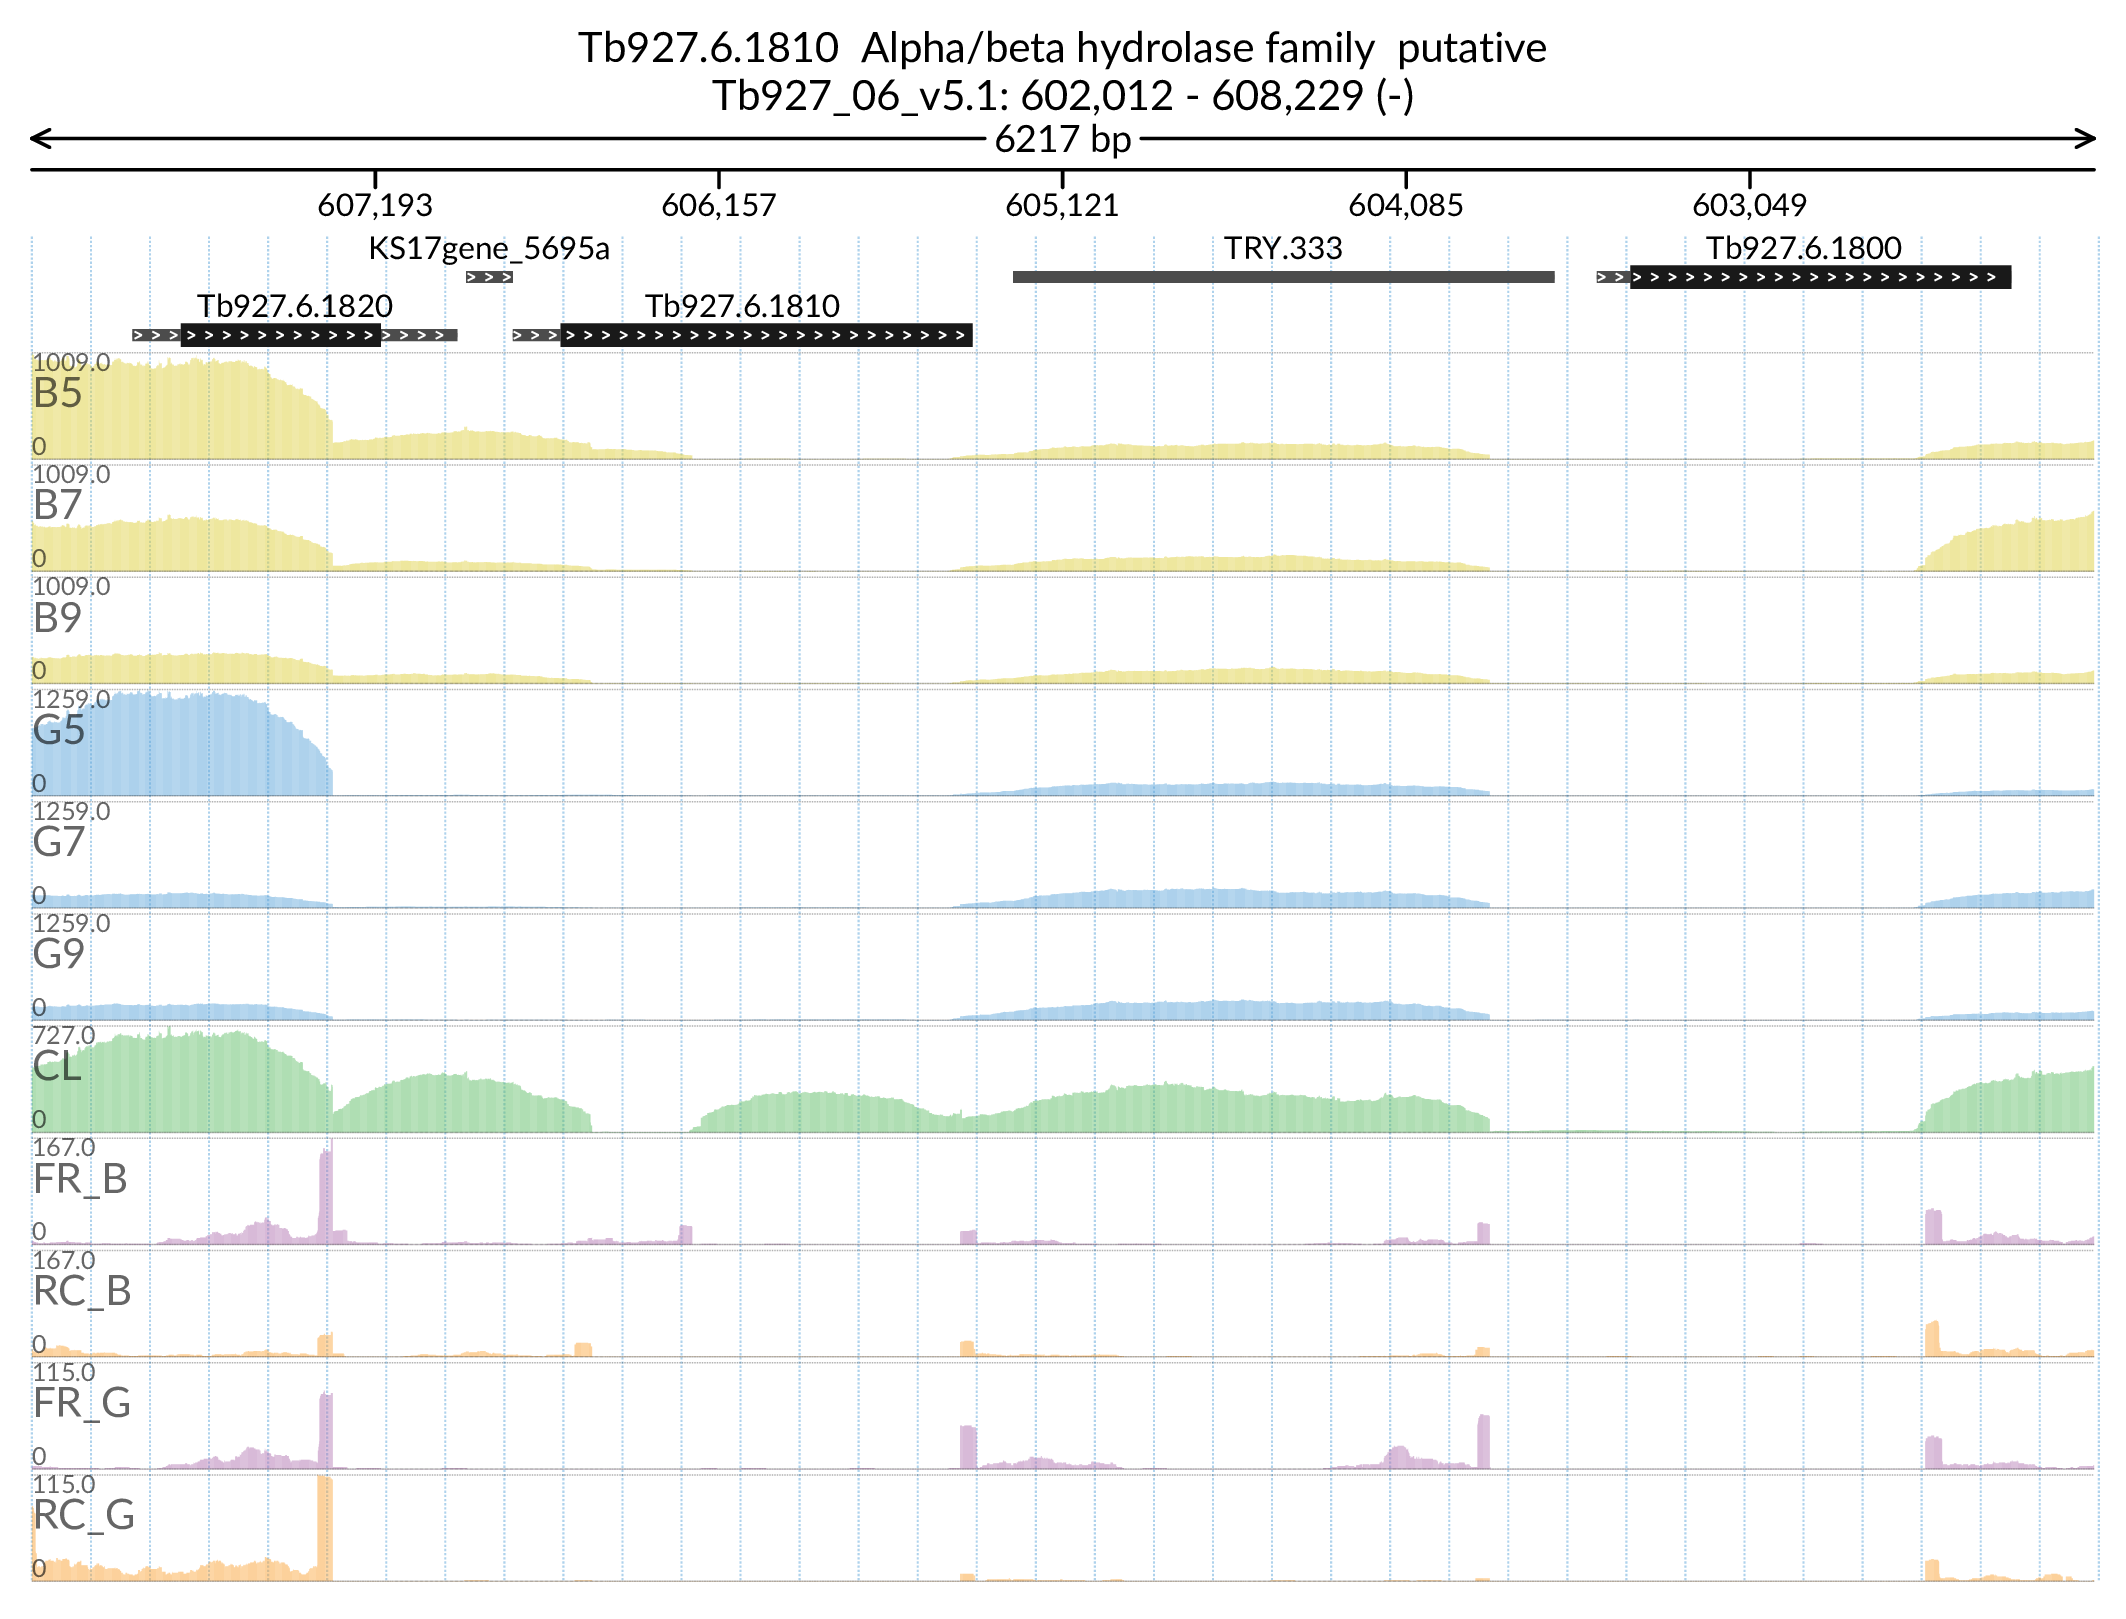 Tb927.6.1810  Alpha/beta hydrolase family  putative
Tb927_06_v5.1: 602,012 - 608,229 (-)
6217 bp
607,193 606,157 605,121 604,085 603,049
KS17gene_5695a TRY.333 Tb927.6.1800
Tb927.6.1820 Tb927.6.1810
1009.0
B5
0
1009.0
B7
0
1009.0
B9
0
1259.0
G5
0
1259.0
G7
0
1259.0
G9
0
727.0
CL
0
167.0
FR_B
0
167.0
RC_B
0
115.0
FR_G
0
115.0
RC_G
0